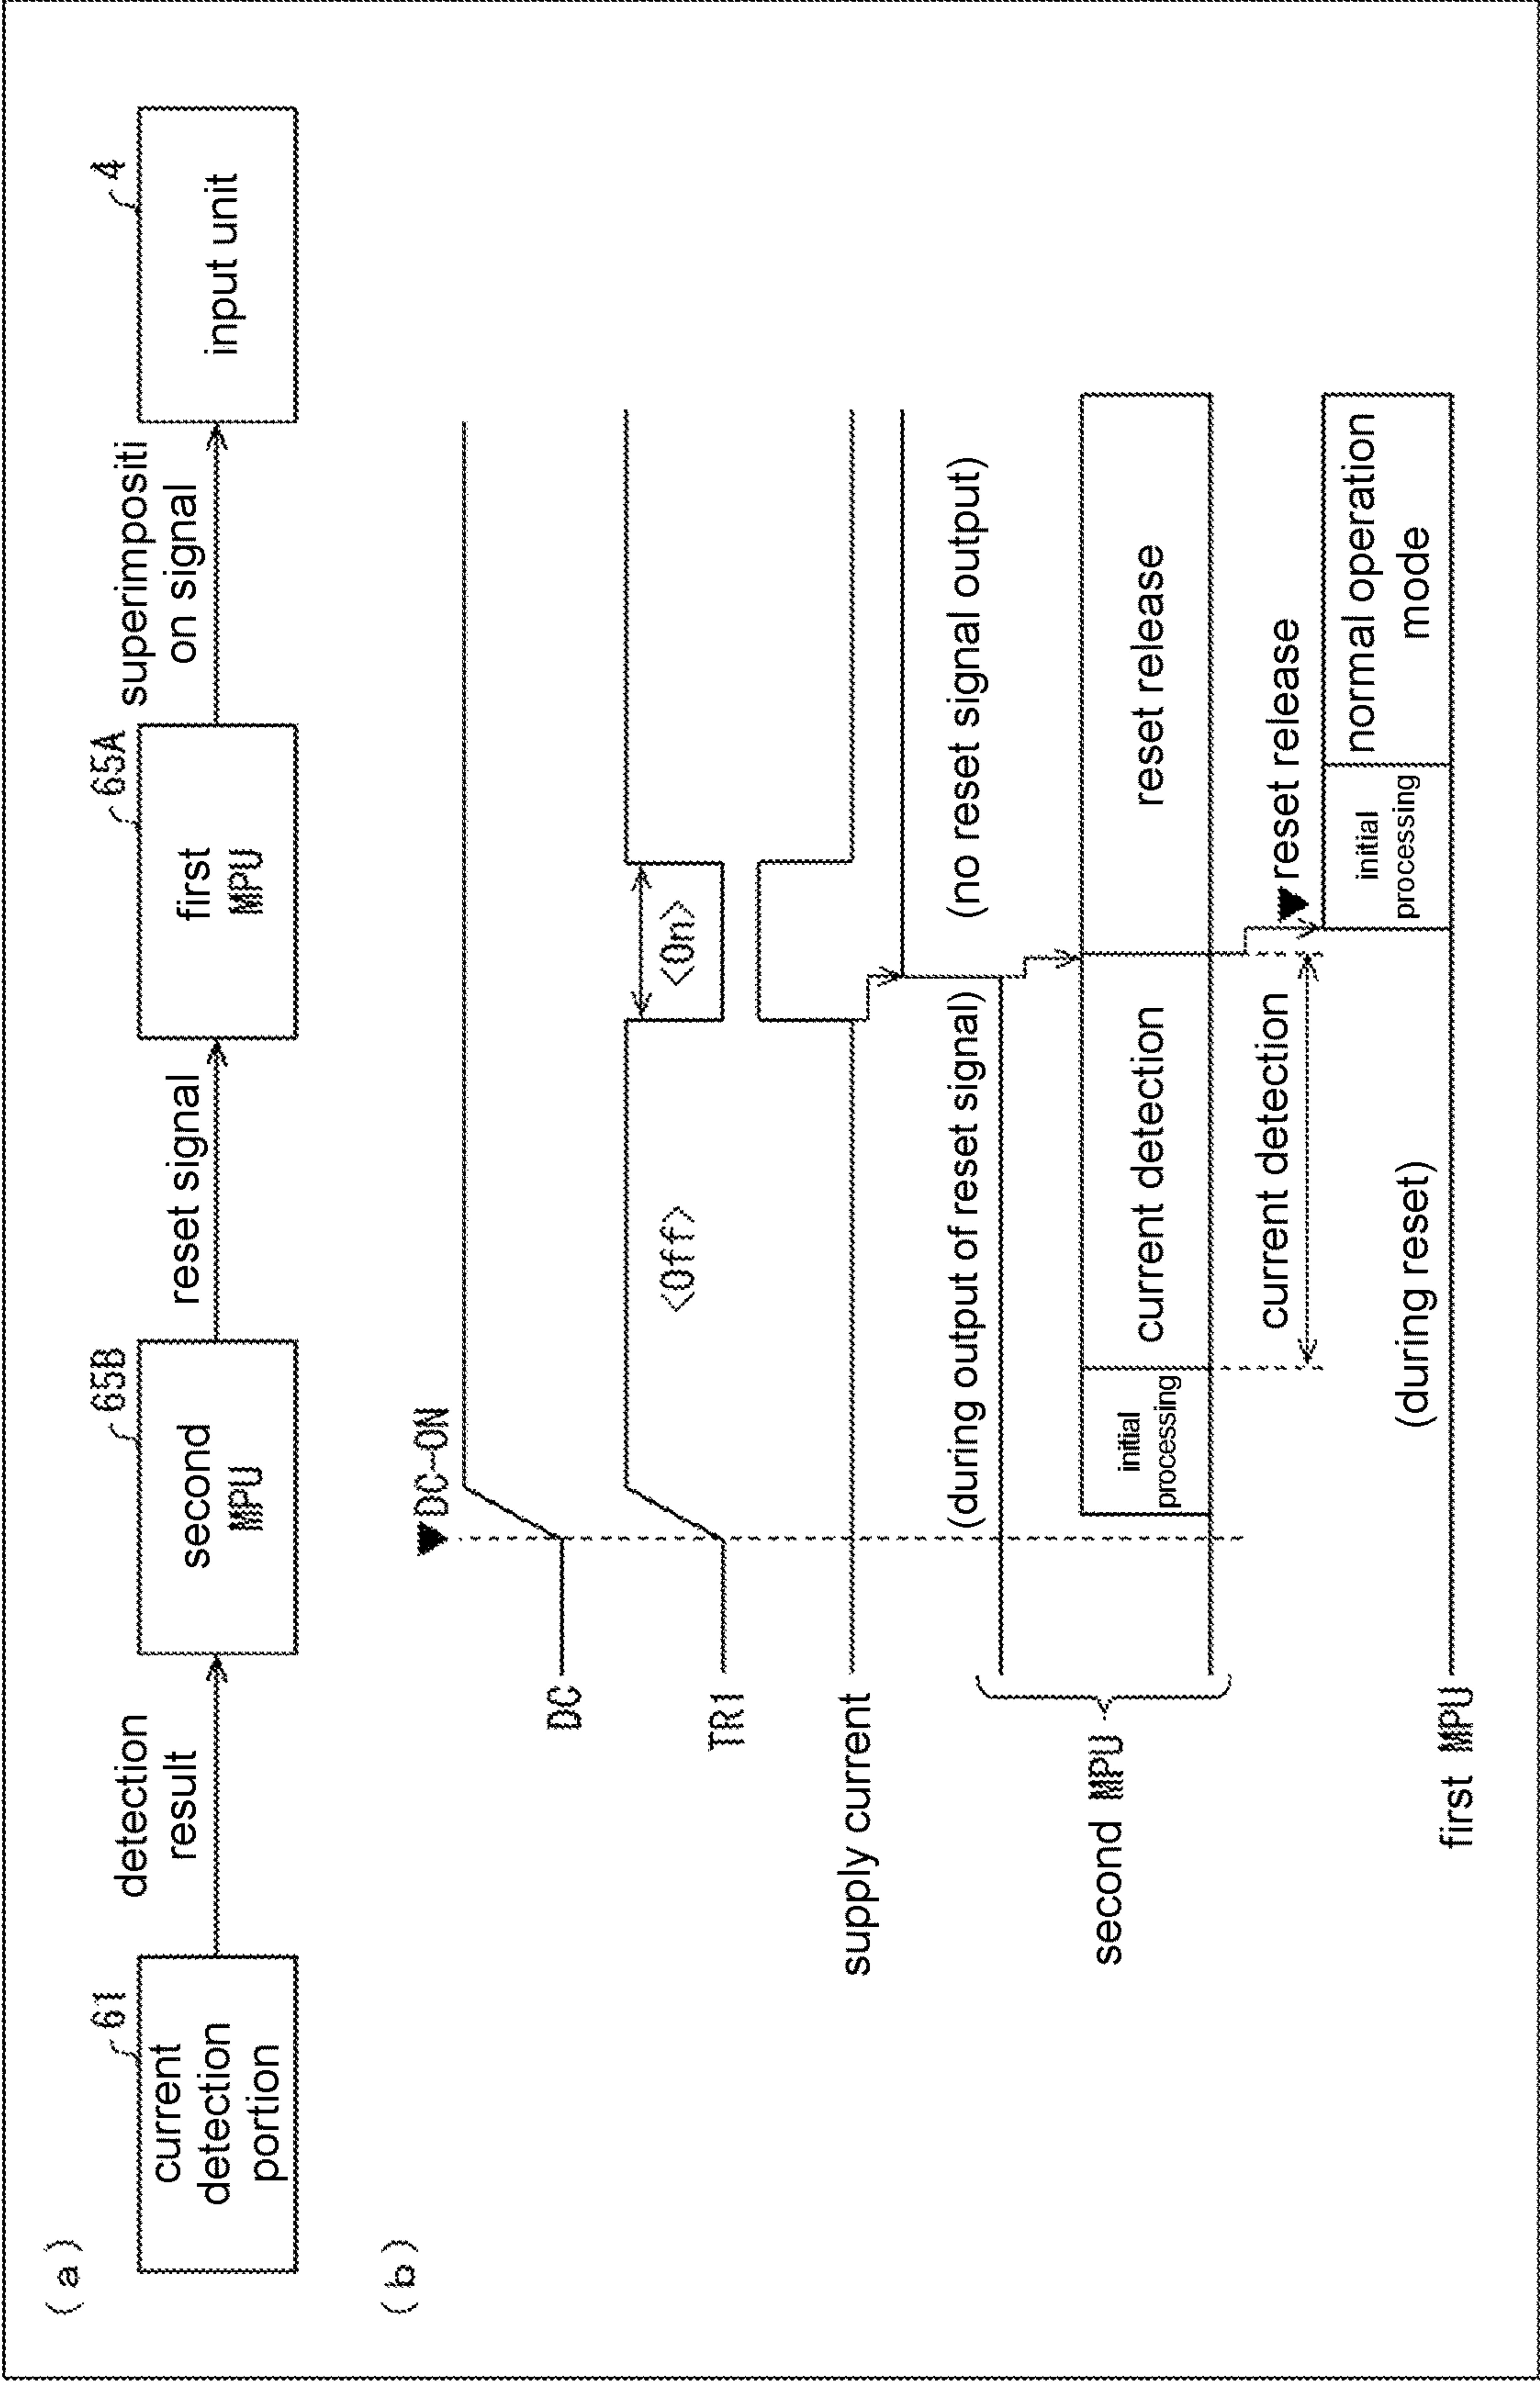 (a)
61
current
detection
portion
detection
result
65B
second
MPU
reset signal
65A
first
MPU
superimpositi
on signal
4
input unit
(b)
DC-ON
DC
TR1
<Off>
<On>
supply current
(during output of reset signal)
(no reset signal output)
second MPU
initial
processing
current detection
reset release
current detection
reset release
first MPU
(during reset)
initial
processing
normal operation
mode